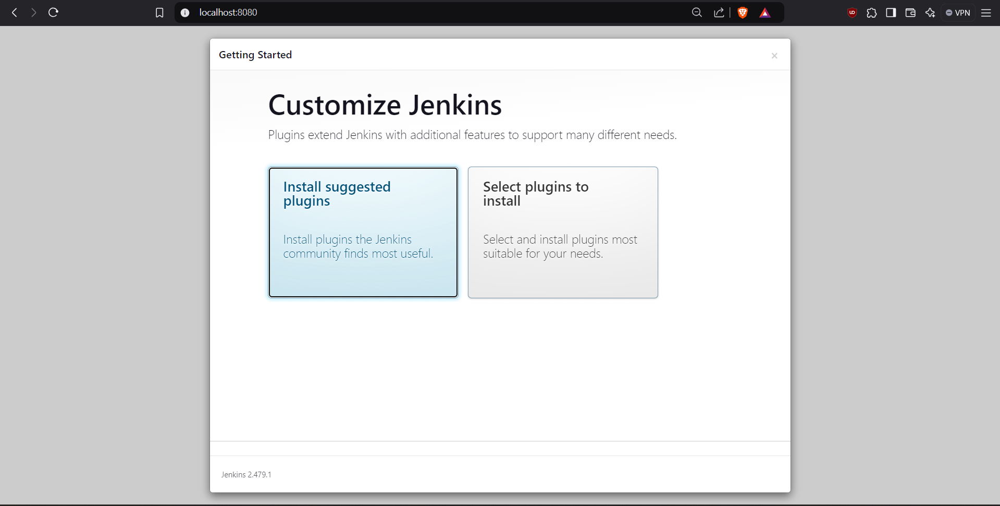 localhost:8080
VPN
Getting Started
Customize Jenkins
Plugins extend Jenkins with additional features to support many different needs.
Install suggested
plugins
Install plugins the Jenkins
community finds most useful.
Select plugins to
install
Select and install plugins most
suitable for your needs.
Jenkins 2.479.1